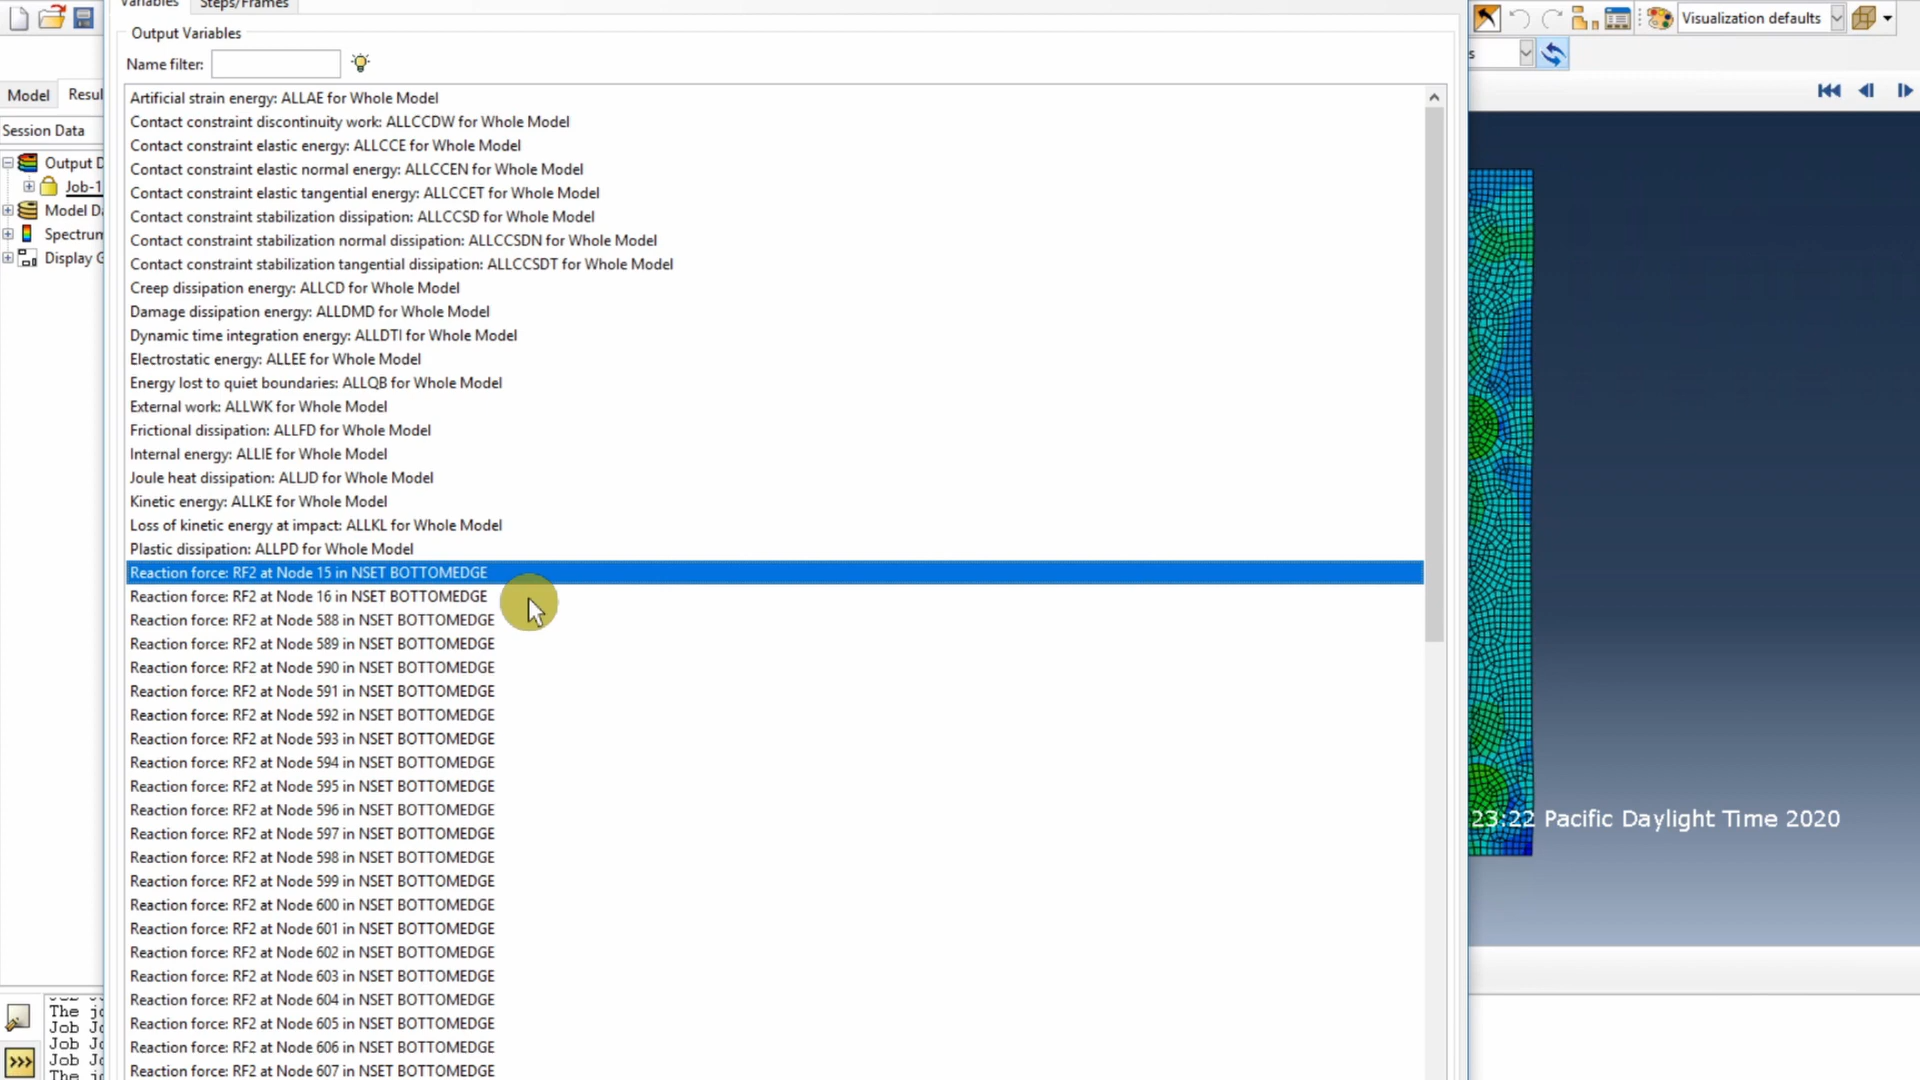 Variables Steps/Frames
Visualization defaults
Output Variables
Name filter:
s
Model
Resul
Session Data
Output D
Job-1
Model Da
Spectrum
Display G
Artificial strain energy: ALLAE for Whole Model
Contact constraint discontinuity work: ALLCCDW for Whole Model
Contact constraint elastic energy: ALLCCE for Whole Model
Contact constraint elastic normal energy: ALLCCEN for Whole Model
Contact constraint elastic tangential energy: ALLCCET for Whole Model
Contact constraint stabilization dissipation: ALLCCSD for Whole Model
Contact constraint stabilization normal dissipation: ALLCCSDN for Whole Model
Contact constraint stabilization tangential dissipation: ALLCCSDT for Whole Model
Creep dissipation energy: ALLCD for Whole Model
Damage dissipation energy: ALLDMD for Whole Model
Dynamic time integration energy: ALLDTI for Whole Model
Electrostatic energy: ALLEE for Whole Model
Energy lost to quiet boundaries: ALLQB for Whole Model
External work: ALLWK for Whole Model
Frictional dissipation: ALLFD for Whole Model
Internal energy: ALLIE for Whole Model
Joule heat dissipation: ALLJD for Whole Model
Kinetic energy: ALLKE for Whole Model
Loss of kinetic energy at impact: ALLKL for Whole Model
Plastic dissipation: ALLPD for Whole Model
Reaction force: RF2 at Node 15 in NSET BOTTOMEDGE
Reaction force: RF2 at Node 16 in NSET BOTTOMEDGE
Reaction force: RF2 at Node 588 in NSET BOTTOMEDGE
Reaction force: RF2 at Node 589 in NSET BOTTOMEDGE
Reaction force: RF2 at Node 590 in NSET BOTTOMEDGE
Reaction force: RF2 at Node 591 in NSET BOTTOMEDGE
Reaction force: RF2 at Node 592 in NSET BOTTOMEDGE
Reaction force: RF2 at Node 593 in NSET BOTTOMEDGE
Reaction force: RF2 at Node 594 in NSET BOTTOMEDGE
Reaction force: RF2 at Node 595 in NSET BOTTOMEDGE
Reaction force: RF2 at Node 596 in NSET BOTTOMEDGE
Reaction force: RF2 at Node 597 in NSET BOTTOMEDGE
Reaction force: RF2 at Node 598 in NSET BOTTOMEDGE
Reaction force: RF2 at Node 599 in NSET BOTTOMEDGE
Reaction force: RF2 at Node 600 in NSET BOTTOMEDGE
Reaction force: RF2 at Node 601 in NSET BOTTOMEDGE
Reaction force: RF2 at Node 602 in NSET BOTTOMEDGE
Reaction force: RF2 at Node 603 in NSET BOTTOMEDGE
Reaction force: RF2 at Node 604 in NSET BOTTOMEDGE
Reaction force: RF2 at Node 605 in NSET BOTTOMEDGE
Reaction force: RF2 at Node 606 in NSET BOTTOMEDGE
Reaction force: RF2 at Node 607 in NSET BOTTOMEDGE
23:22 Pacific Daylight Time 2020
The jo
Job Jo
Job Jo
Job Jo
The jo